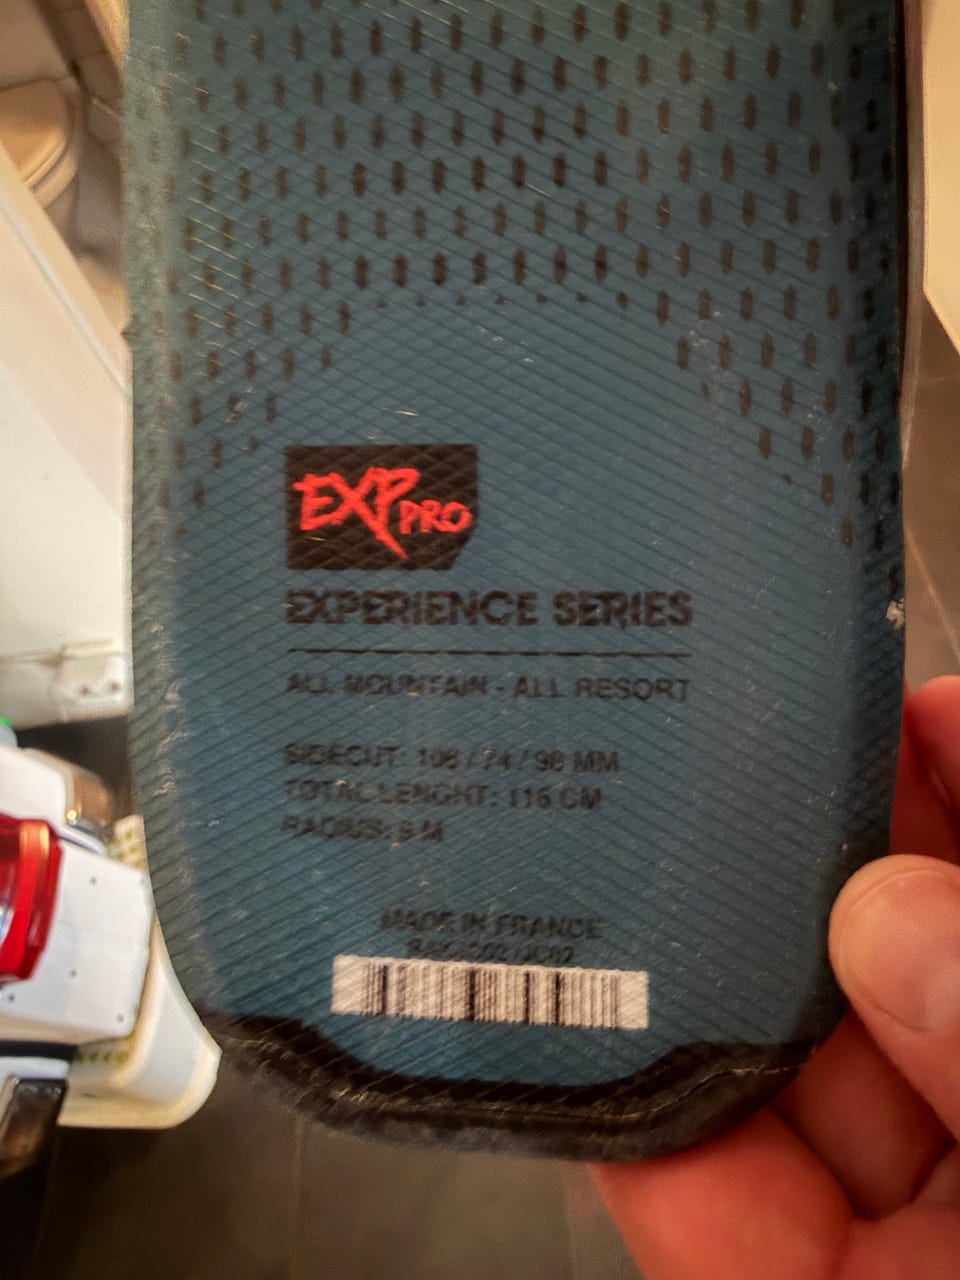 EXP PRO
EXPERIENCE SERIES
ALL MOUNTAIN - ALL RESORT
SIDECUT: 106 / 74 / 98 MM
TOTAL LENGHT: 116 CM
RADIUS: 9 M
MADE IN FRANCE